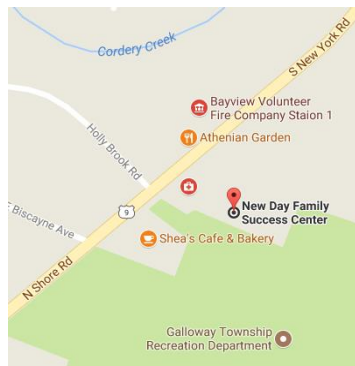 Cordery Creek
S New York Rd
Bayview Volunteer
Fire Company Staion 1
Athenian Garden
Holly Brook Rd
New Day Family
Success Center
9
E Biscayne Ave
Shea's Cafe & Bakery
N Shore Rd
Galloway Township
Recreation Department